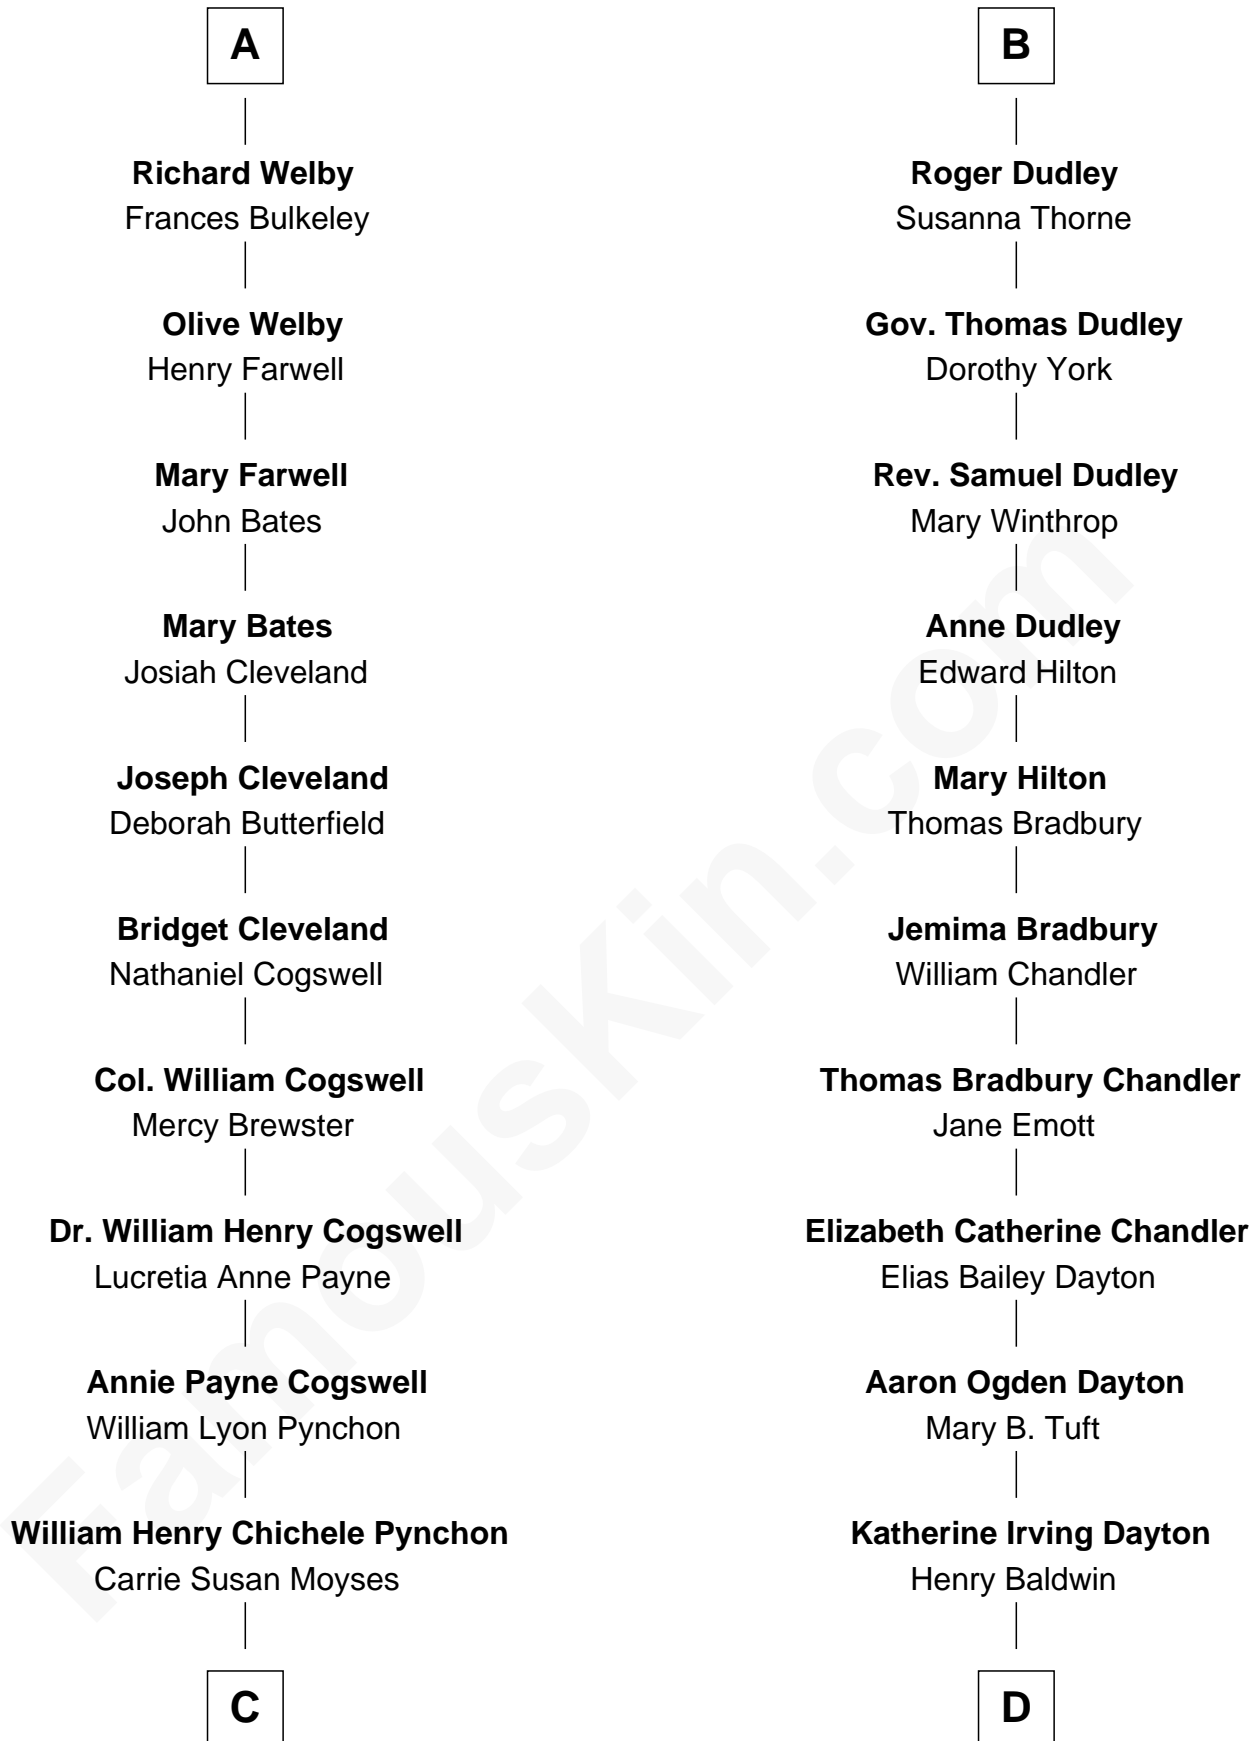 A
Richard Welby
Frances Bulkeley
Olive Welby
Henry Farwell
Mary Farwell
John Bates
Mary Bates
Josiah Cleveland
Joseph Cleveland
Deborah Butterfield
Bridget Cleveland
Nathaniel Cogswell
Col. William Cogswell
Mercy Brewster
Dr. William Henry Cogswell
Lucretia Anne Payne
Annie Payne Cogswell
William Lyon Pynchon
William Henry Chichele Pynchon
Carrie Susan Moyses
C
B
Roger Dudley
Susanna Thorne
Gov. Thomas Dudley
Dorothy York
Rev. Samuel Dudley
Mary Winthrop
Anne Dudley
Edward Hilton
Mary Hilton
Thomas Bradbury
Jemima Bradbury
William Chandler
Thomas Bradbury Chandler
Jane Emott
Elizabeth Catherine Chandler
Elias Bailey Dayton
Aaron Ogden Dayton
Mary B. Tuft
Katherine Irving Dayton
Henry Baldwin
D
FamousKin.com